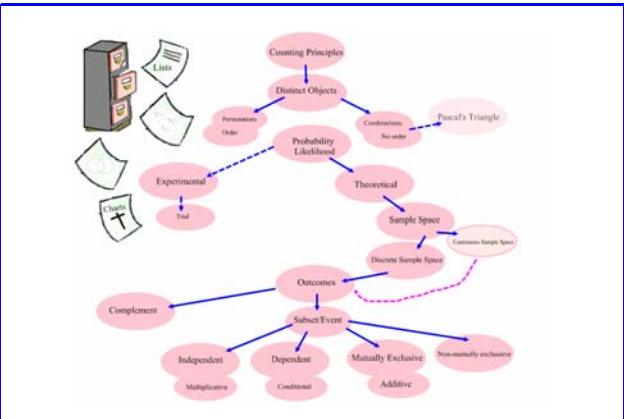 Counting Principles
Lists
Distinct Objects
Permutations
Order
Combinations
No order
Pascal's Triangle
Probability
Likelihood
Experimental
Theoretical
Trial
Charts
Sample Space
Continuous Sample Space
Discrete Sample Space
Outcomes
Complement
Subset/Event
Independent
Dependent
Mutually Exclusive
Non-mutually exclusieve
Multiplicative
Conditional
Additive